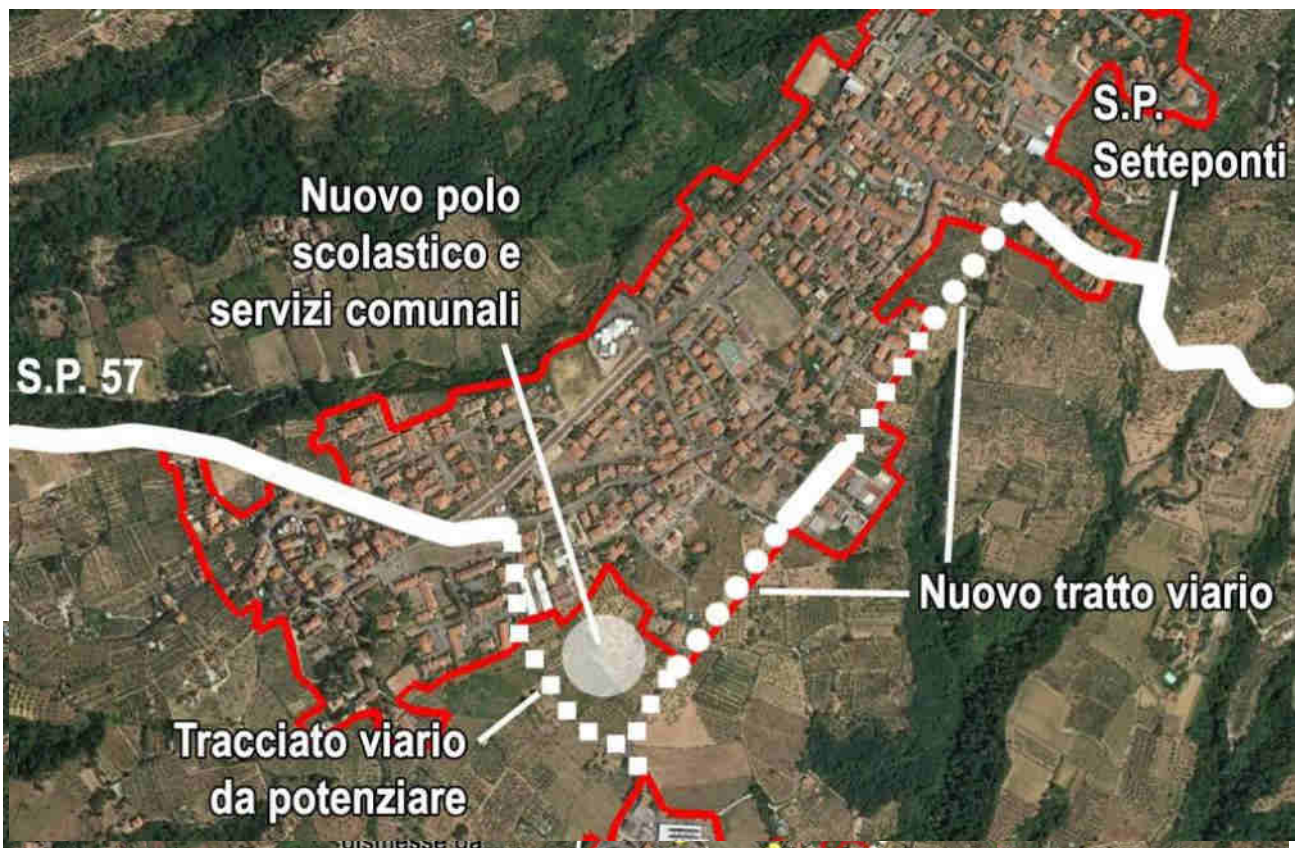 S.P.
Setteponti
Nuovo polo
scolastico e
servizi comunali
S.P. 57
Nuovo tratto viario
Tracciato viario
da potenziare